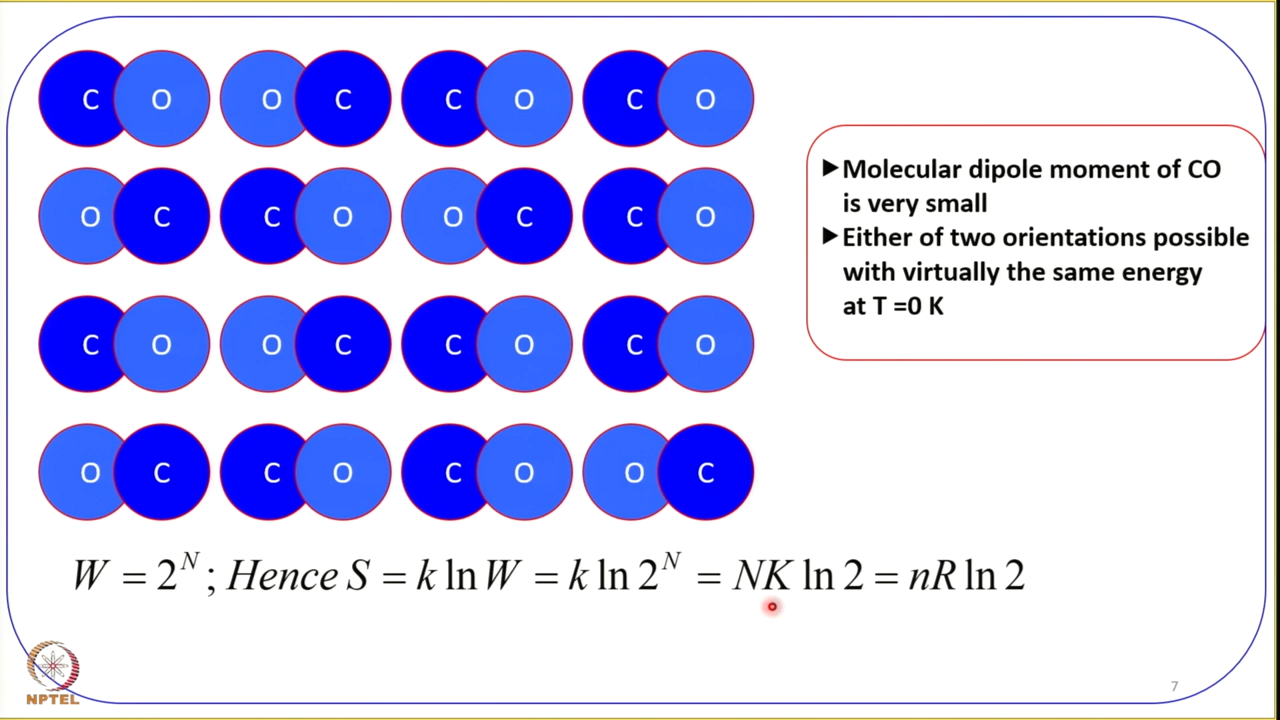 C O O C C O C O
O C C O O C C O
C O O C C O C O
O C C O C O O C
Molecular dipole moment of CO
is very small
Either of two orientations possible
with virtually the same energy
at T =0 K
W = 2^N ; Hence S = k ln W = k ln 2^N = NK ln 2 = nR ln 2
NPTEL
7